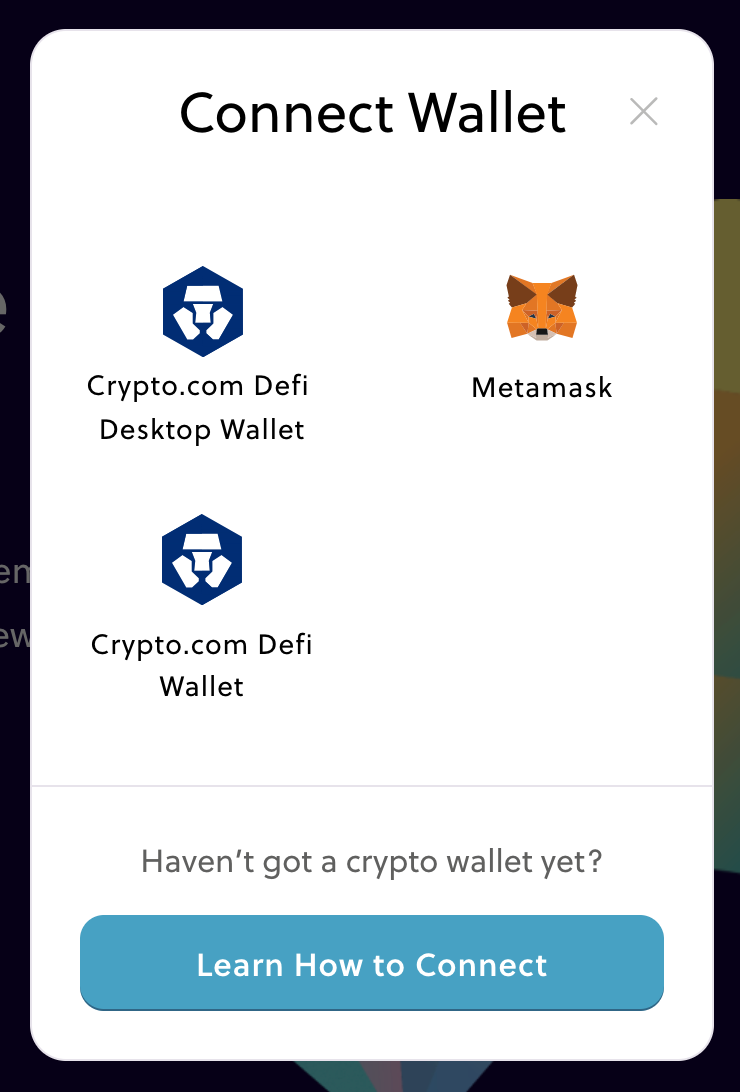 Connect Wallet
Crypto.com Defi
Desktop Wallet
Metamask
Crypto.com Defi
Wallet
Haven’t got a crypto wallet yet?
Learn How to Connect